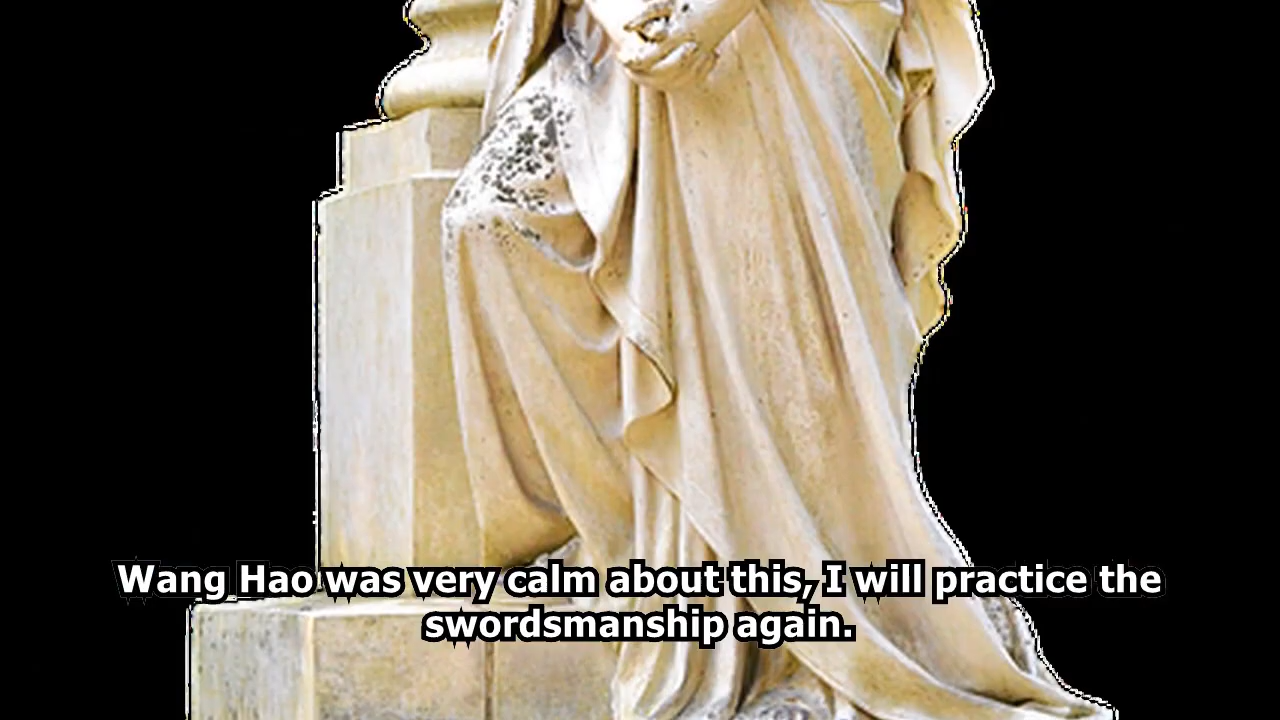 Wang Hao was very calm about this, I will practice the
swordsmanship again.